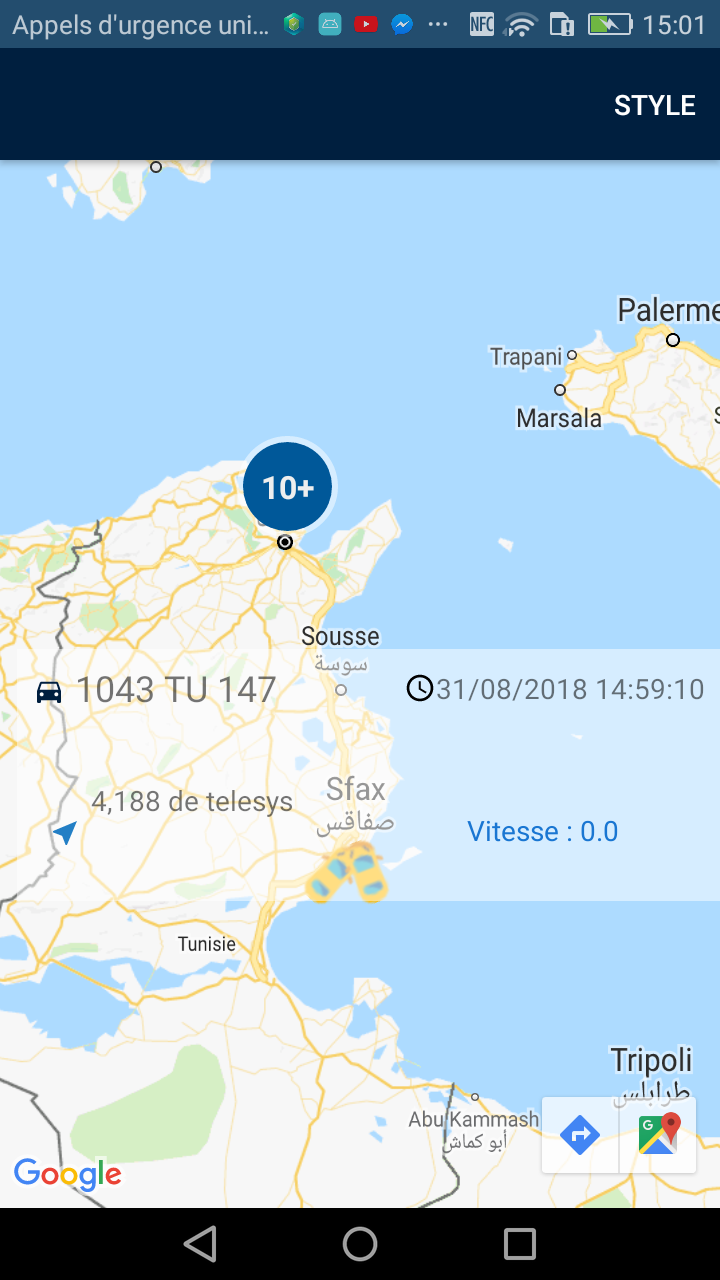 Appels d'urgence uni... NFC 15:01
STYLE
Palerme
Trapani
Marsala
10+
Sousse
سوسة
1043 TU 147
31/08/2018 14:59:10
Sfax
صفاقس
4,188 de telesys
Vitesse : 0.0
Tunisie
Tripoli
طرابلس
Abu Kammash
أبو كماش
G
Google